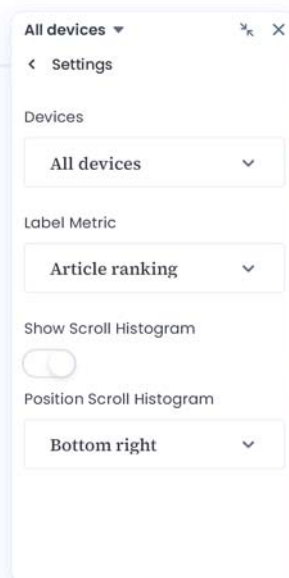 All devices
Settings
Devices
All devices
Label Metric
Article ranking
Show Scroll Histogram
Position Scroll Histogram
Bottom right